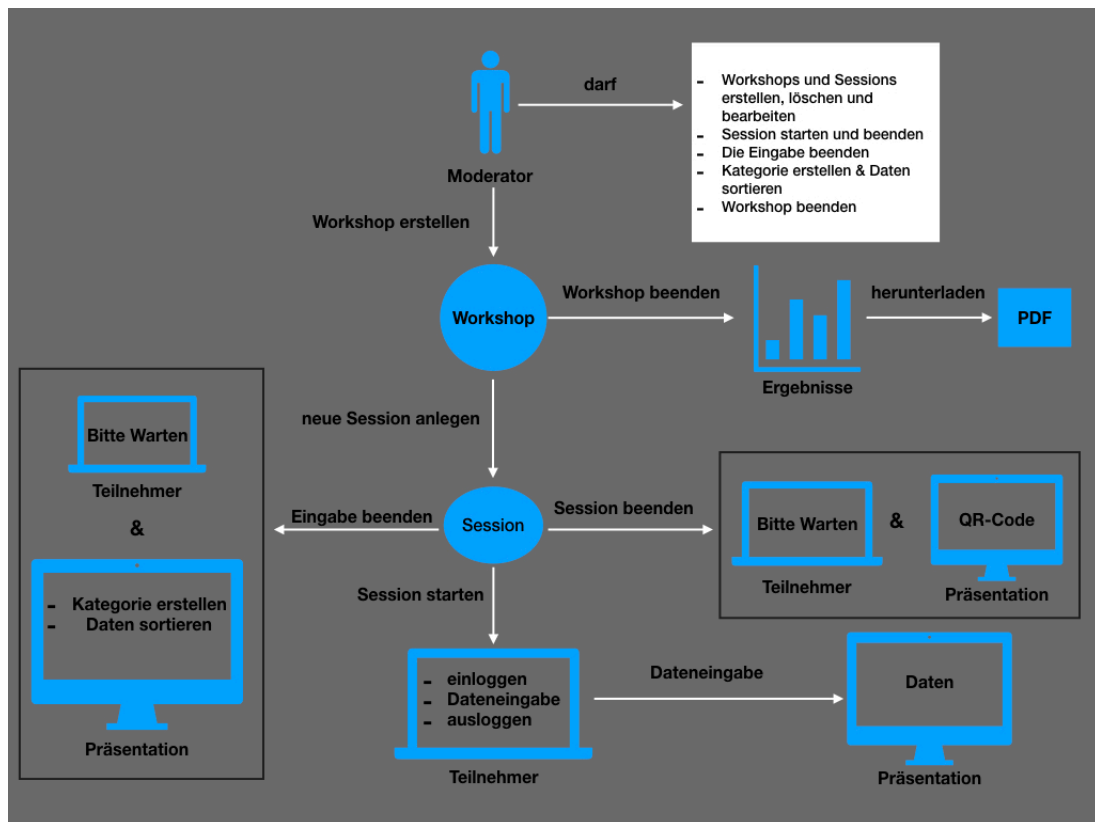 darf
- Workshops und Sessions
erstellen, löschen und
bearbeiten
- Session starten und beenden
- Die Eingabe beenden
- Kategorie erstellen & Daten
sortieren
- Workshop beenden
Moderator
Workshop erstellen
Workshop
Workshop beenden
Ergebnisse
herunterladen
PDF
neue Session anlegen
Bitte Warten
Teilnehmer
&
- Kategorie erstellen
- Daten sortieren
Präsentation
Eingabe beenden
Session
Session beenden
Bitte Warten
Teilnehmer
&
QR-Code
Präsentation
Session starten
- einloggen
- Dateneingabe
- ausloggen
Teilnehmer
Dateneingabe
Daten
Präsentation